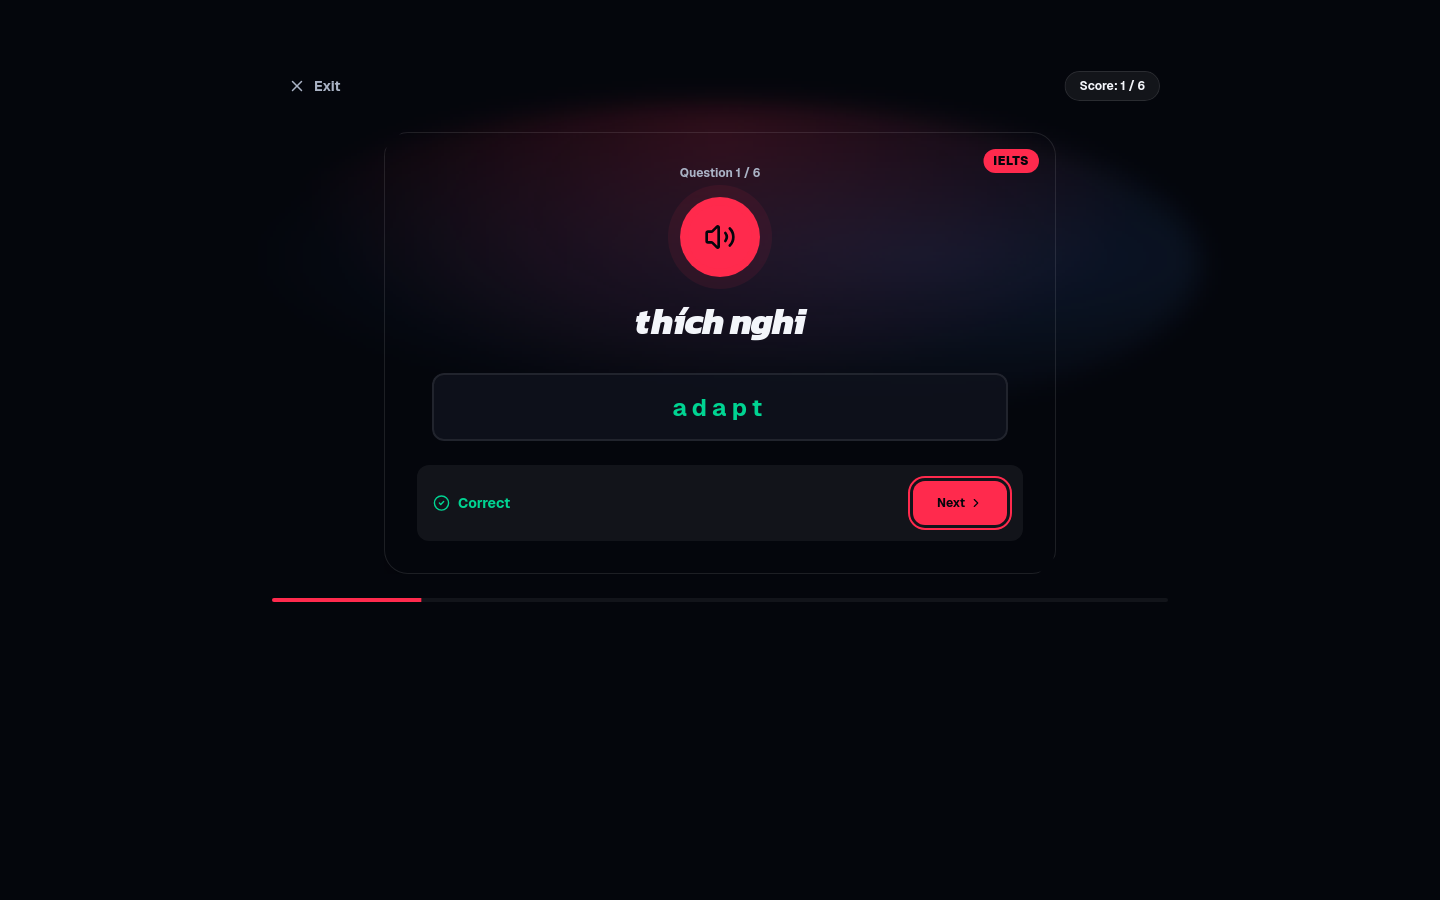 Exit
Score: 1 / 6
IELTS
Question 1 / 6
thích nghi
adapt
Correct
Next